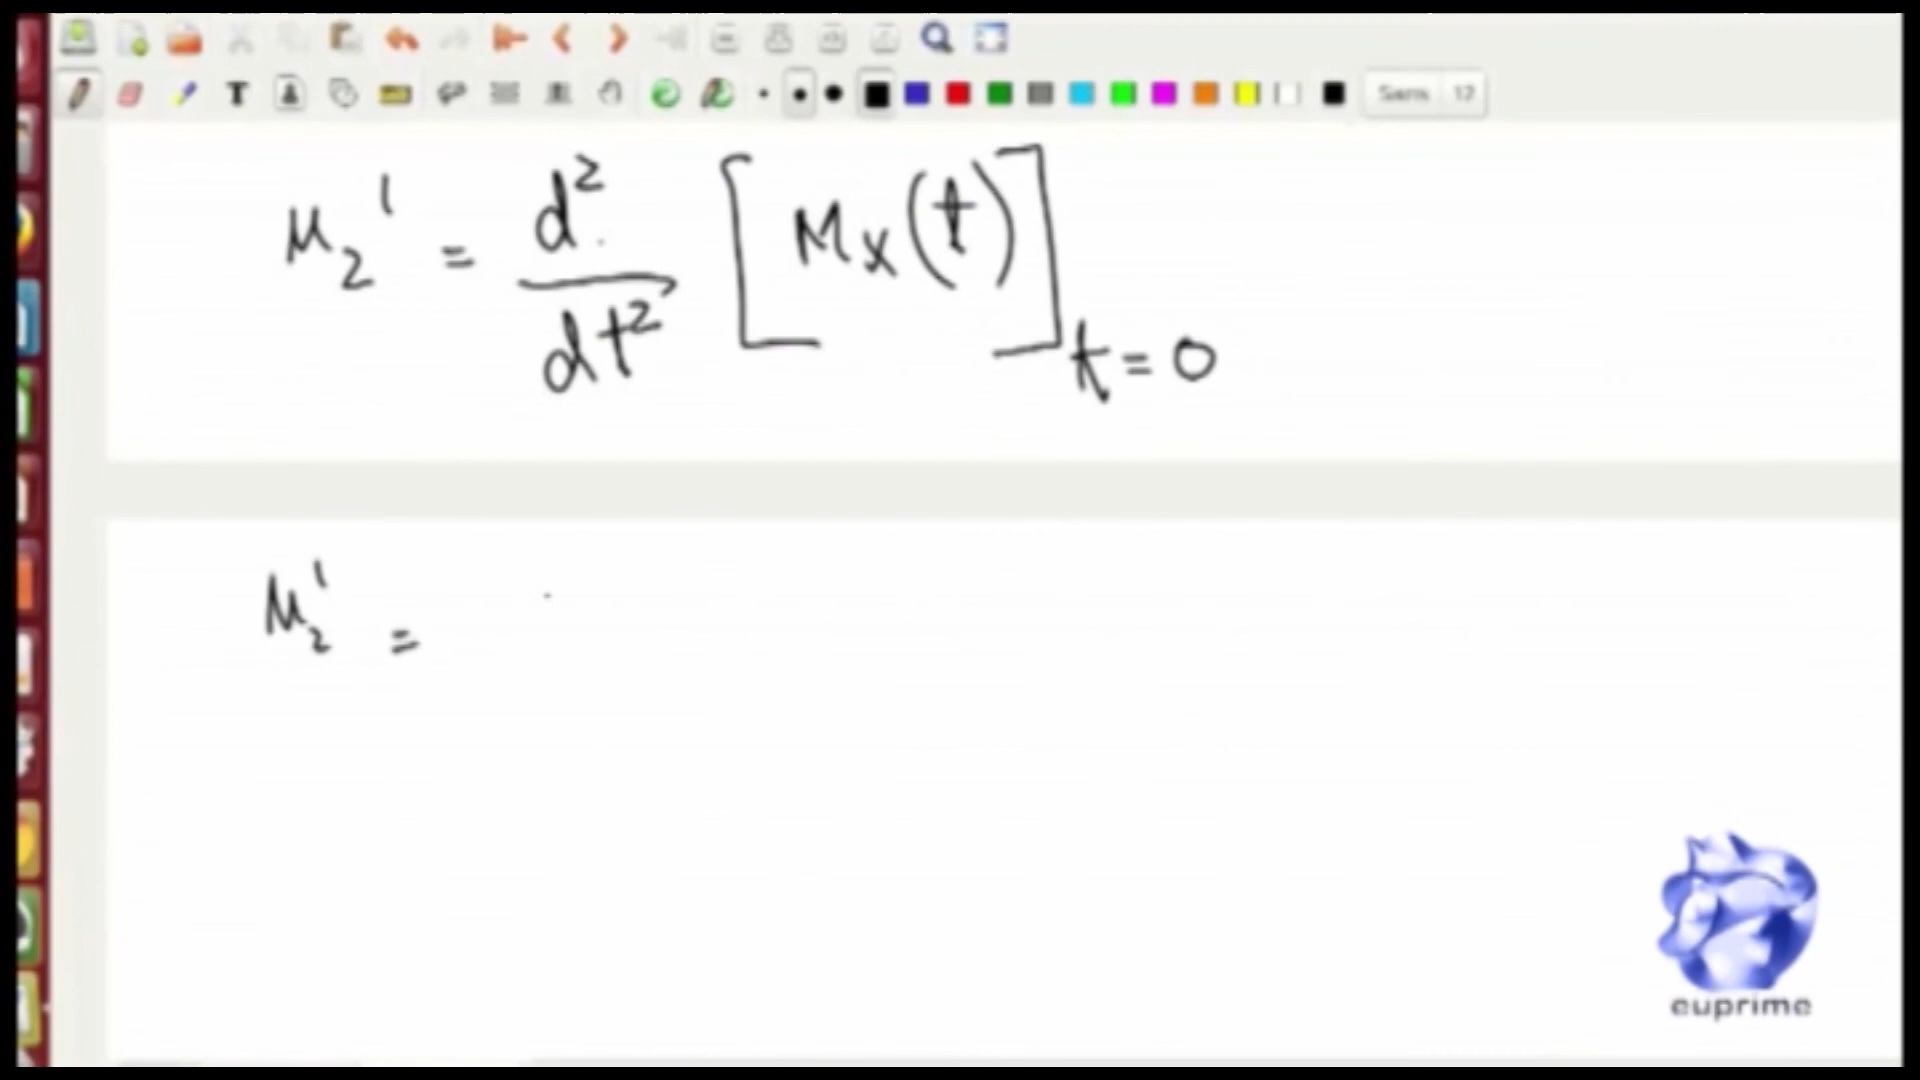 T Sans 12
μ₂' = d²/dt² [Mx(t)] t=0
μ₂' =
euprime